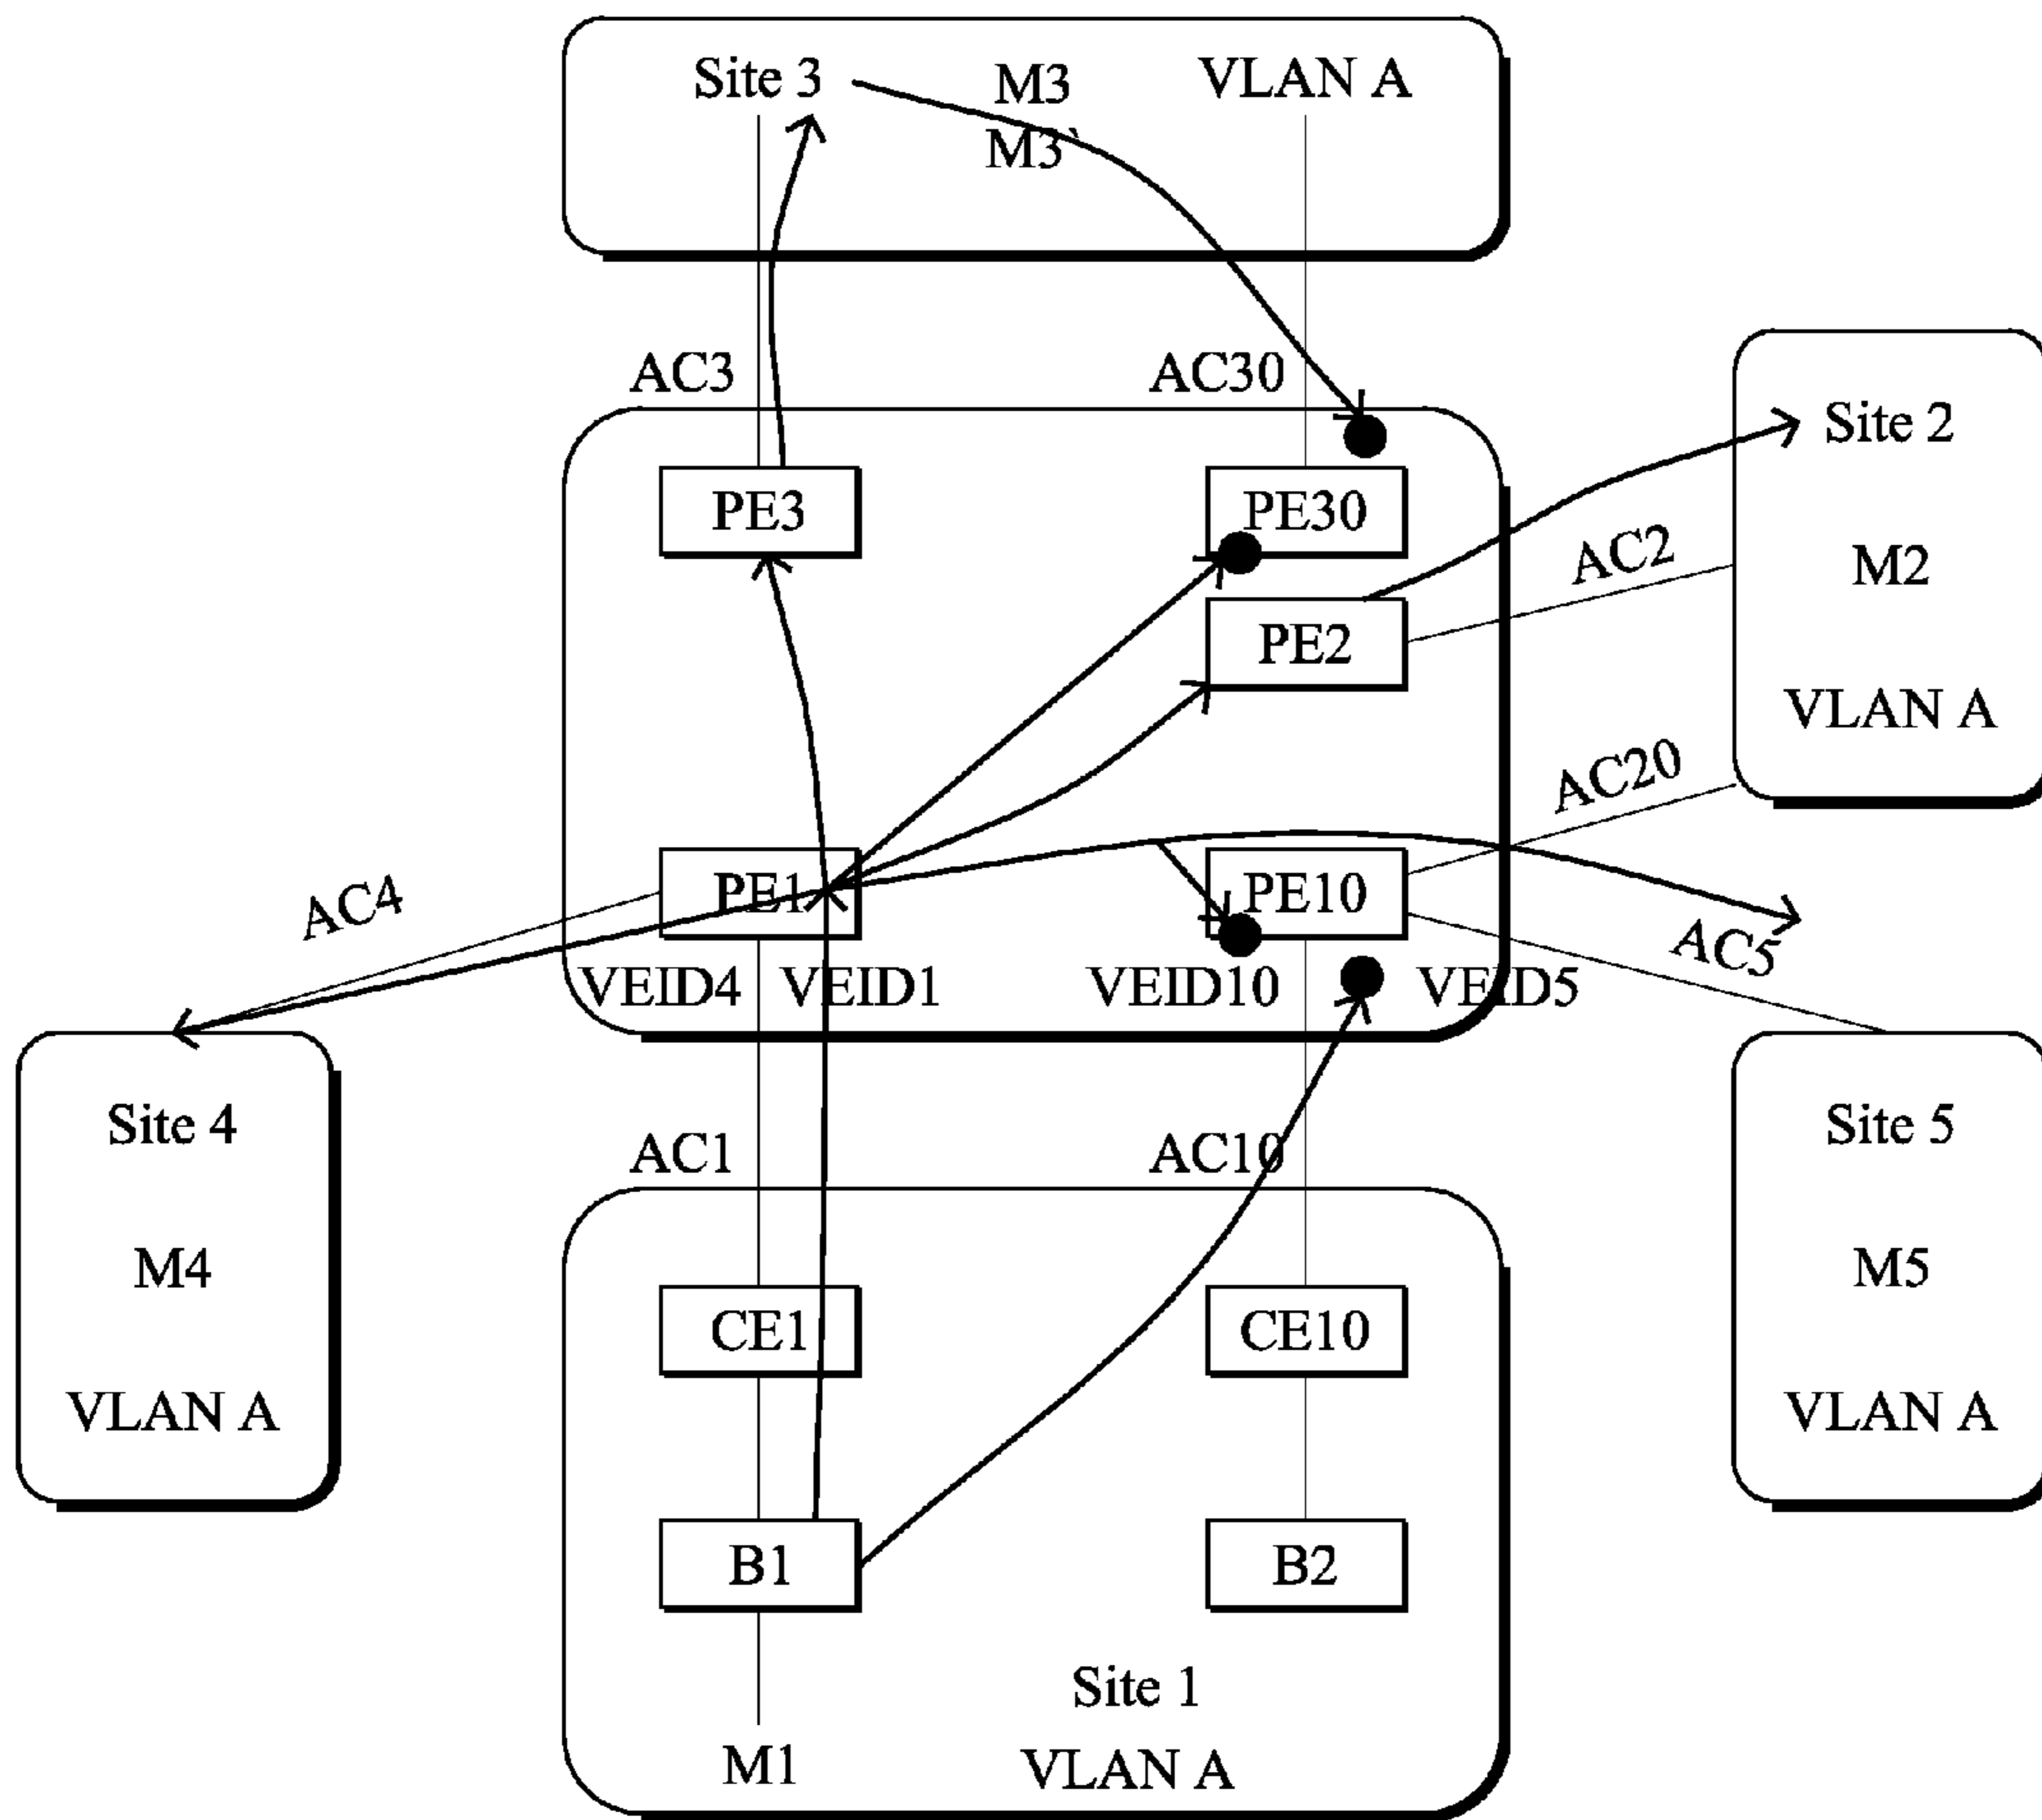 Site 3
M3
VLAN A
M3`
AC3
AC30
Site 2
PE3
PE30
AC2
M2
PE2
VLAN A
AC20
PE1
PE10
AC4
AC5
VEID4
VEID1
VEID10
VEID5
Site 4
AC1
AC10
Site 5
M4
M5
CE1
CE10
VLAN A
VLAN A
B1
B2
Site 1
M1
VLAN A